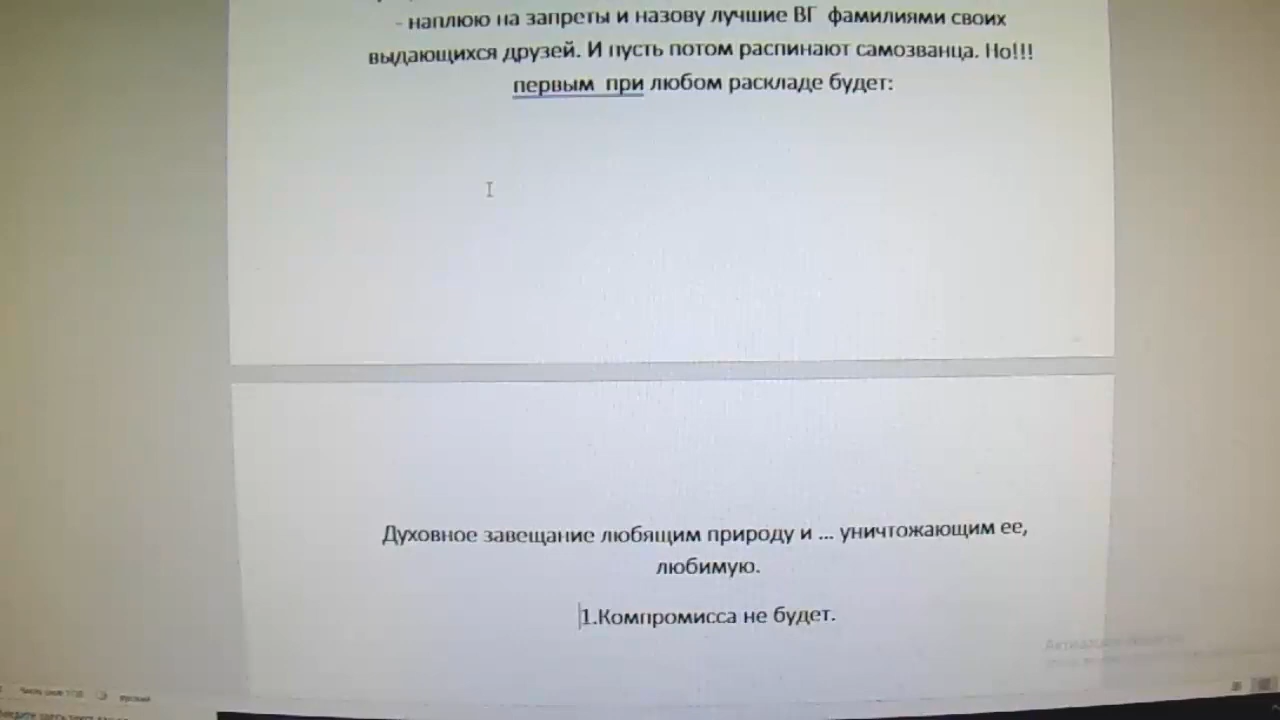 - наплюю на запреты и назову лучшие ВГ фамилиями своих
выдающихся друзей. И пусть потом распинают самозванца. Но!!!
первым при любом раскладе будет:
Духовное завещание любящим природу и ... уничтожающим ее,
любимую.
1.Компромисса не будет.
русский